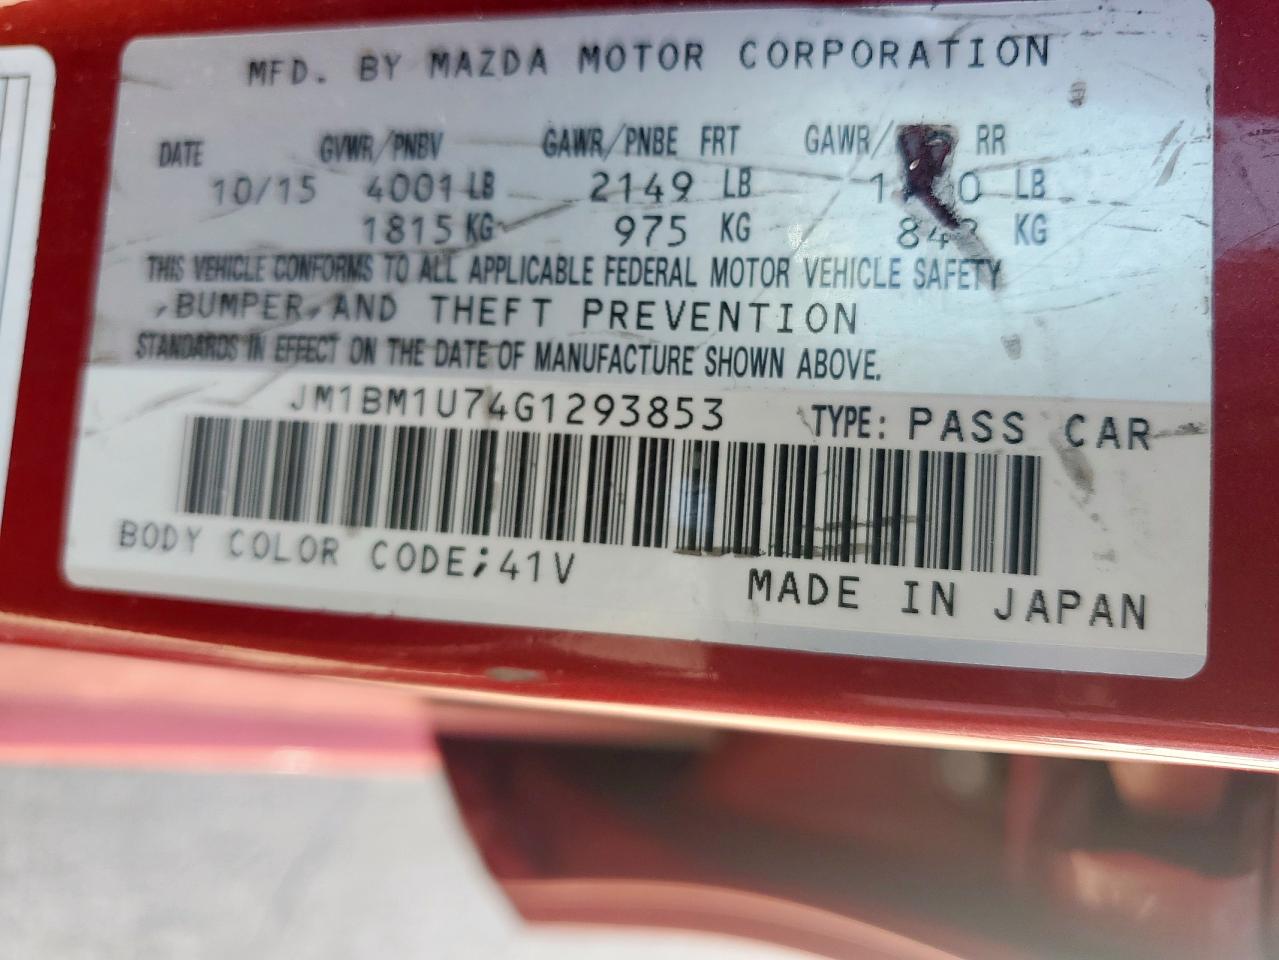 MFD. BY MAZDA MOTOR CORPORATION
DATE GVWR/PNBV GAWR/PNBE FRT GAWR/ RR
10/15 4001 LB 2149 LB LB
1815 KG 975 KG KG
THIS VEHICLE CONFORMS TO ALL APPLICABLE FEDERAL MOTOR VEHICLE SAFETY
,BUMPER,AND THEFT PREVENTION
STANDARDS IN EFFECT ON THE DATE OF MANUFACTURE SHOWN ABOVE.
JM1BM1U74G1293853 TYPE: PASS CAR
BODY COLOR CODE;41V
MADE IN JAPAN